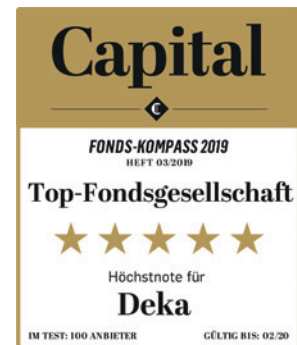 Capital
C
FONDS-KOMPASS 2019
HEFT 03/2019
Top-Fondsgesellschaft
Höchstnote für
Deka
IM TEST: 100 ANBIETER GÜLTIG BIS: 02/20